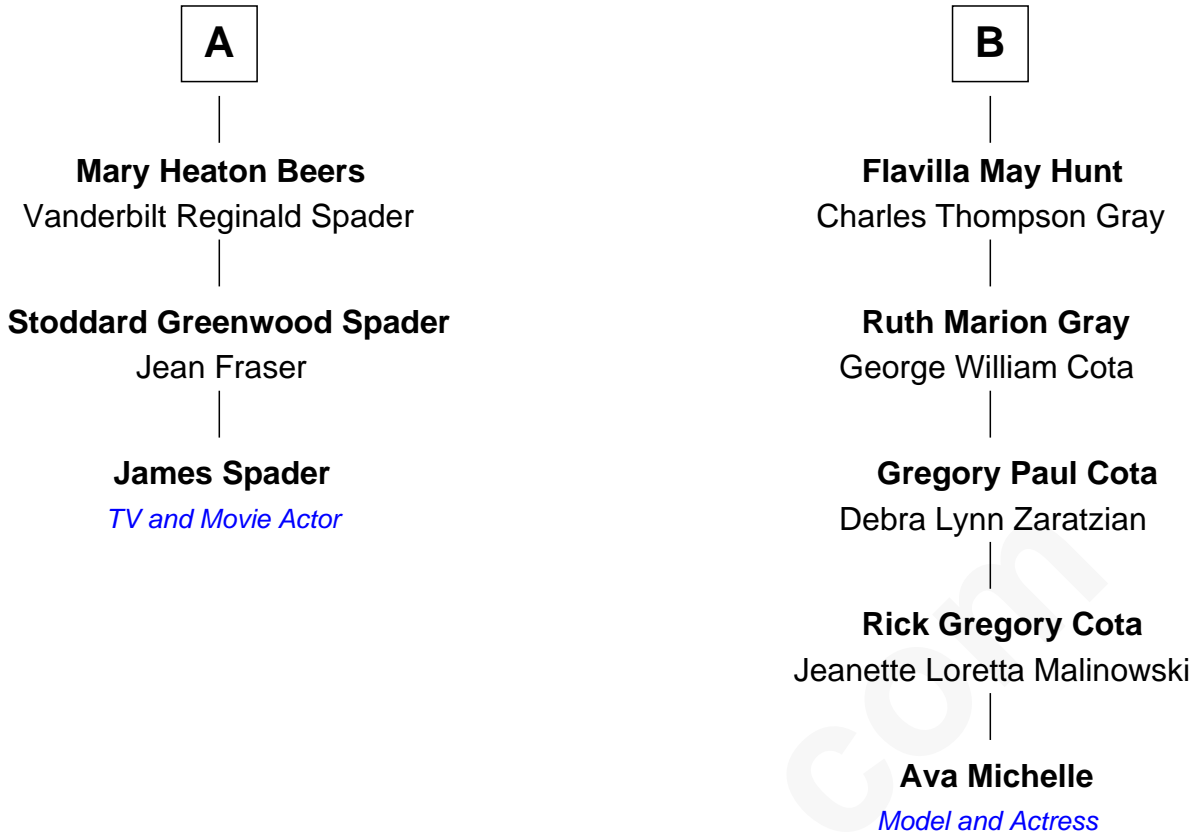 A
Mary Heaton Beers
Vanderbilt Reginald Spader
Stoddard Greenwood Spader
Jean Fraser
James Spader
TV and Movie Actor
B
Flavilla May Hunt
Charles Thompson Gray
Ruth Marion Gray
George William Cota
Gregory Paul Cota
Debra Lynn Zaratzian
Rick Gregory Cota
Jeanette Loretta Malinowski
Ava Michelle
Model and Actress
com